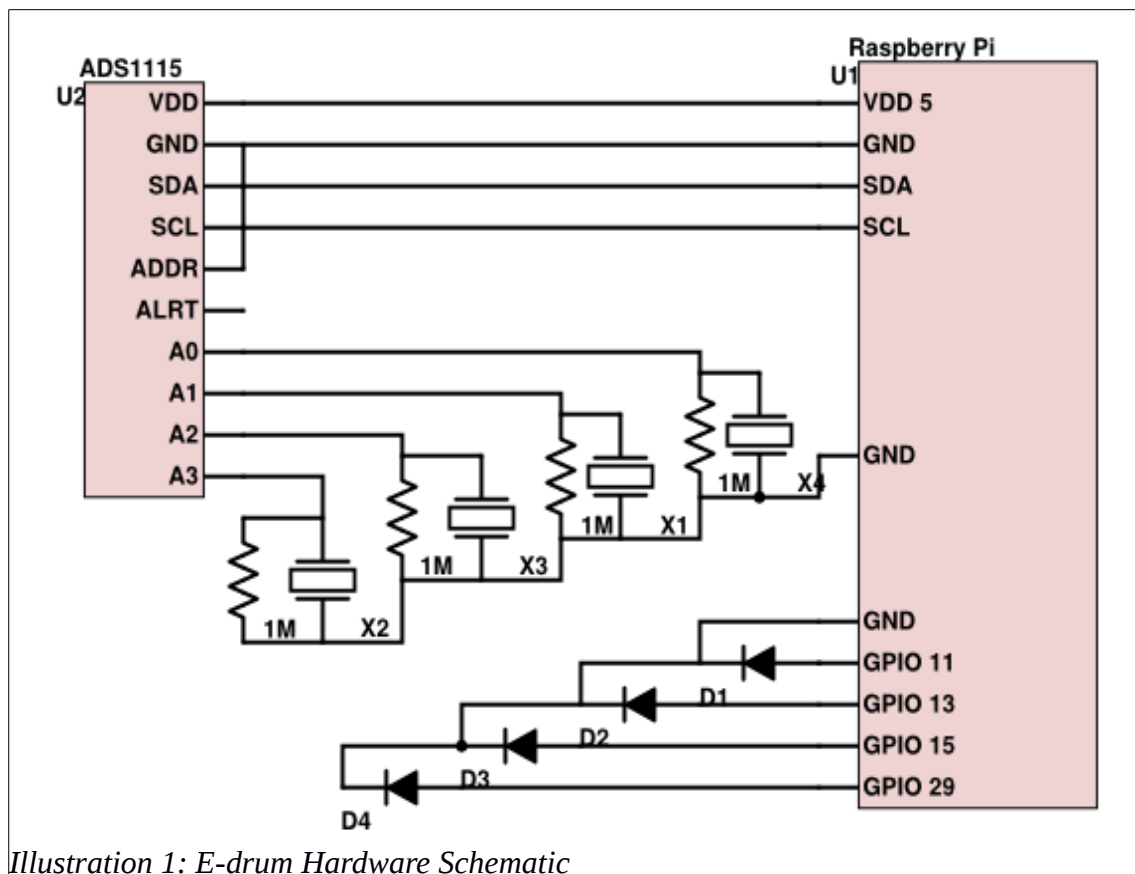 ADS1115
U2
VDD
GND
SDA
SCL
ADDR
ALRT
A0
A1
A2
A3
Raspberry Pi
U1
VDD 5
GND
SDA
SCL
GND
GND
GPIO 11
GPIO 13
GPIO 15
GPIO 29
1M X4
1M X1
1M X3
1M X2
D1
D2
D3
D4
Illustration 1: E-drum Hardware Schematic